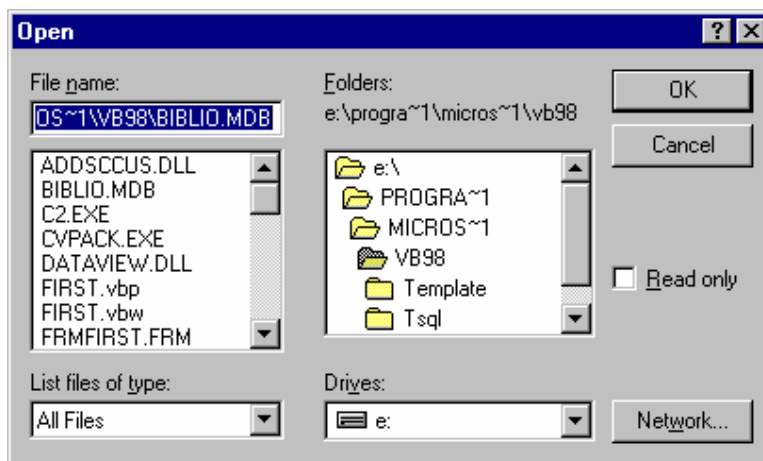 Open
File name:
OS~1\VB98\BIBLIO.MDB
ADDSCCUS.DLL
BIBLIO.MDB
C2.EXE
CVPACK.EXE
DATAVIEW.DLL
FIRST.vbp
FIRST.vbw
FRMFIRST.FRM
List files of type:
All Files
Folders:
e:\progra~1\micros~1\vb98
e:\
PROGRA~1
MICROS~1
VB98
Template
Tsql
Drives:
e:
OK
Cancel
Read only
Network...